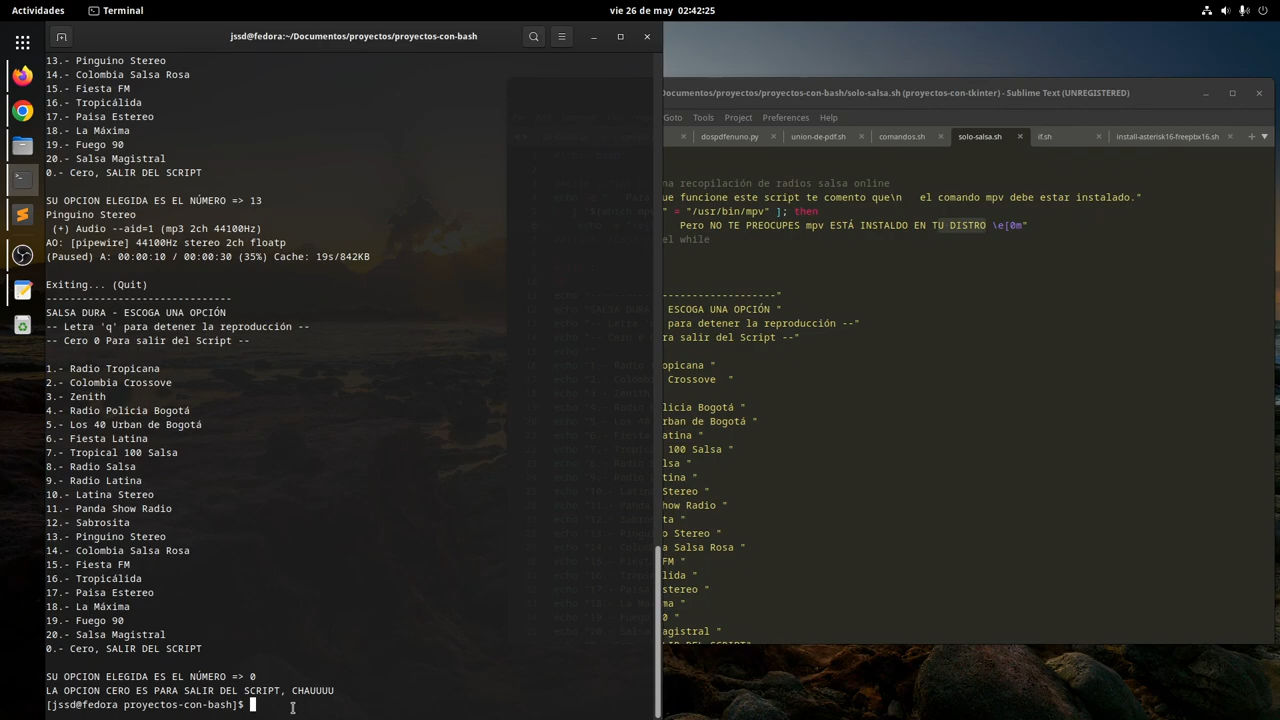 Actividades
Terminal
vie 26 de may  02:42:25
jssd@fedora:~/Documentos/proyectos/proyectos-con-bash
13.- Pinguino Stereo
14.- Colombia Salsa Rosa
15.- Fiesta FM
16.- Tropicálida
17.- Paisa Estereo
18.- La Máxima
19.- Fuego 90
20.- Salsa Magistral
0.- Cero, SALIR DEL SCRIPT
SU OPCION ELEGIDA ES EL NÚMERO => 13
Pinguino Stereo
(+) Audio --aid=1 (mp3 2ch 44100Hz)
AO: [pipewire] 44100Hz stereo 2ch floatp
(Paused) A: 00:00:10 / 00:00:30 (35%) Cache: 19s/842KB
Exiting... (Quit)
-----------------------------
SALSA DURA - ESCOGA UNA OPCIÓN
-- Letra 'q' para detener la reproducción --
-- Cero 0 Para salir del Script --
1.- Radio Tropicana
2.- Colombia Crossove
3.- Zenith
4.- Radio Policia Bogotá
5.- Los 40 Urban de Bogotá
6.- Fiesta Latina
7.- Tropical 100 Salsa
8.- Radio Salsa
9.- Radio Latina
10.- Latina Stereo
11.- Panda Show Radio
12.- Sabrosita
13.- Pinguino Stereo
14.- Colombia Salsa Rosa
15.- Fiesta FM
16.- Tropicálida
17.- Paisa Estereo
18.- La Máxima
19.- Fuego 90
20.- Salsa Magistral
0.- Cero, SALIR DEL SCRIPT
SU OPCION ELEGIDA ES EL NÚMERO => 0
LA OPCION CERO ES PARA SALIR DEL SCRIPT, CHAUUUU
[jssd@fedora proyectos-con-bash]$
Documentos/proyectos/proyectos-con-bash/solo-salsa.sh (proyectos-con-tkinter) - Sublime Text (UNREGISTERED)
Goto Tools Project Preferences Help
dospdfenuno.py union-de-pdf.sh comandos.sh solo-salsa.sh if.sh install-asterisk16-freepbx16.sh
na recopilación de radios salsa online
que funcione este script te comento que\n   el comando mpv debe estar instalado."
" = "/usr/bin/mpv" ]; then
Pero NO TE PREOCUPES mpv ESTÁ INSTALDO EN TU DISTRO \e[0m"
el while
-------------------"
ESCOGA UNA OPCIÓN "
para detener la reproducción --"
ara salir del Script --"
opicana "
Crossove  "
licia Bogotá "
rban de Bogotá "
atina "
100 Salsa "
lsa "
tina "
Stereo "
how Radio "
ta "
o Stereo "
a Salsa Rosa "
FM "
lida "
stereo "
ma "
0 "
agistral "